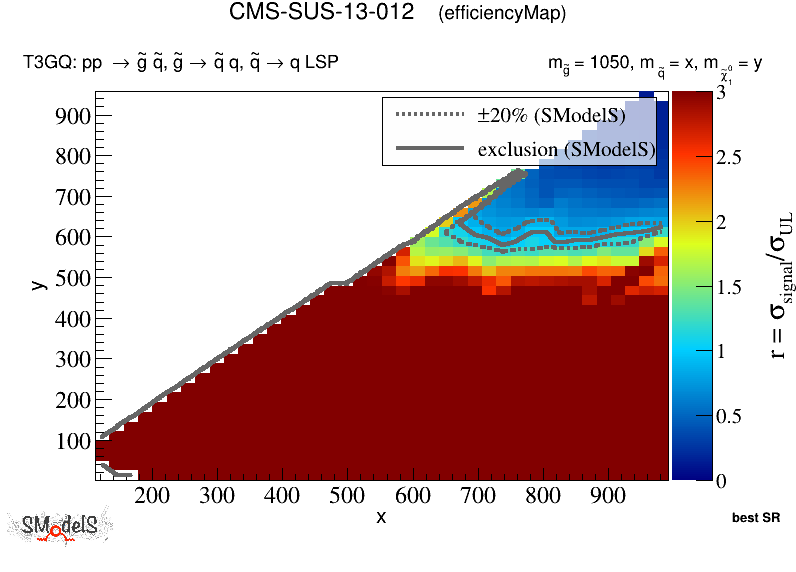 CMS-SUS-13-012 (efficiencyMap)
T3GQ: pp → g̃ q̃, g̃ → q̃ q, q̃ → q LSP
m_g̃ = 1050, m_q̃ = x, m_χ̃₁⁰ = y
±20% (SModelS)
exclusion (SModelS)
900
800
700
600
500
400
300
200
100
y
200 300 400 500 600 700 800 900
x
3
2.5
2
1.5
1
0.5
0
r = σ_signal/σ_UL
SModelS
best SR